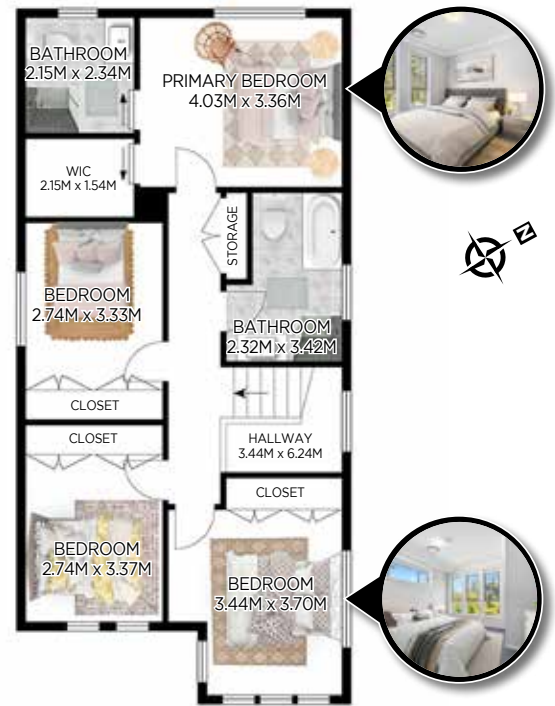 BATHROOM
2.15M x 2.34M
PRIMARY BEDROOM
4.03M x 3.36M
WIC
2.15M x 1.54M
STORAGE
N
BEDROOM
2.74M x 3.33M
BATHROOM
2.32M x 3.42M
CLOSET
CLOSET
HALLWAY
3.44M x 6.24M
CLOSET
BEDROOM
2.74M x 3.37M
BEDROOM
3.44M x 3.70M